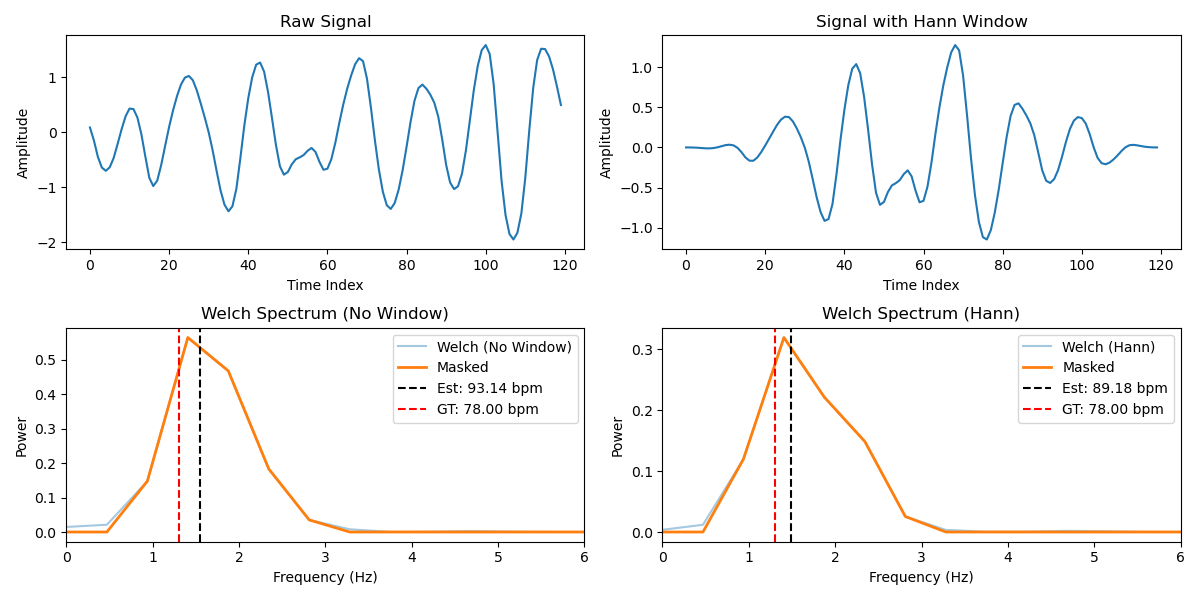 Raw Signal
Amplitude
1
0
−1
−2
0 20 40 60 80 100 120
Time Index
Signal with Hann Window
Amplitude
1.0
0.5
0.0
−0.5
−1.0
0 20 40 60 80 100 120
Time Index
Welch Spectrum (No Window)
Power
0.5
0.4
0.3
0.2
0.1
0.0
Welch (No Window)
Masked
Est: 93.14 bpm
GT: 78.00 bpm
0 1 2 3 4 5 6
Frequency (Hz)
Welch Spectrum (Hann)
Power
0.3
0.2
0.1
0.0
Welch (Hann)
Masked
Est: 89.18 bpm
GT: 78.00 bpm
0 1 2 3 4 5 6
Frequency (Hz)